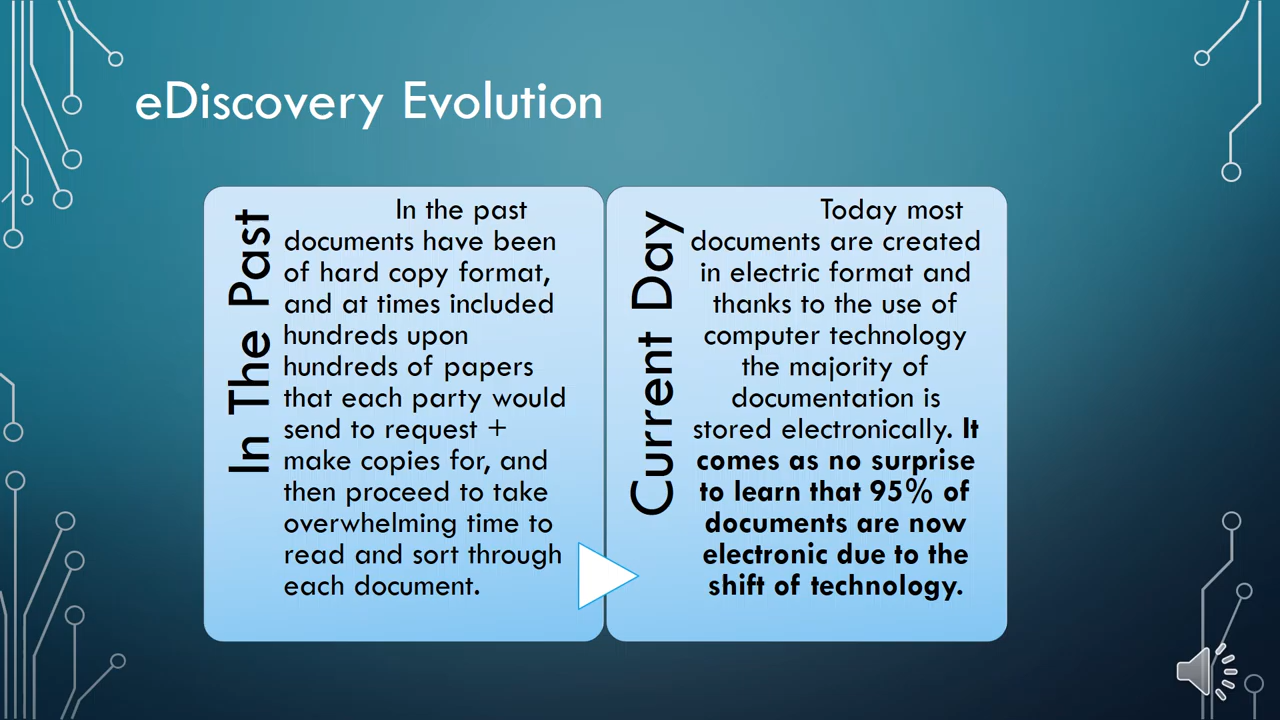 eDiscovery Evolution
In The Past
In the past
documents have been
of hard copy format,
and at times included
hundreds upon
hundreds of papers
that each party would
send to request +
make copies for, and
then proceed to take
overwhelming time to
read and sort through
each document.
Current Day
Today most
documents are created
in electric format and
thanks to the use of
computer technology
the majority of
documentation is
stored electronically. It
comes as no surprise
to learn that 95% of
documents are now
electronic due to the
shift of technology.